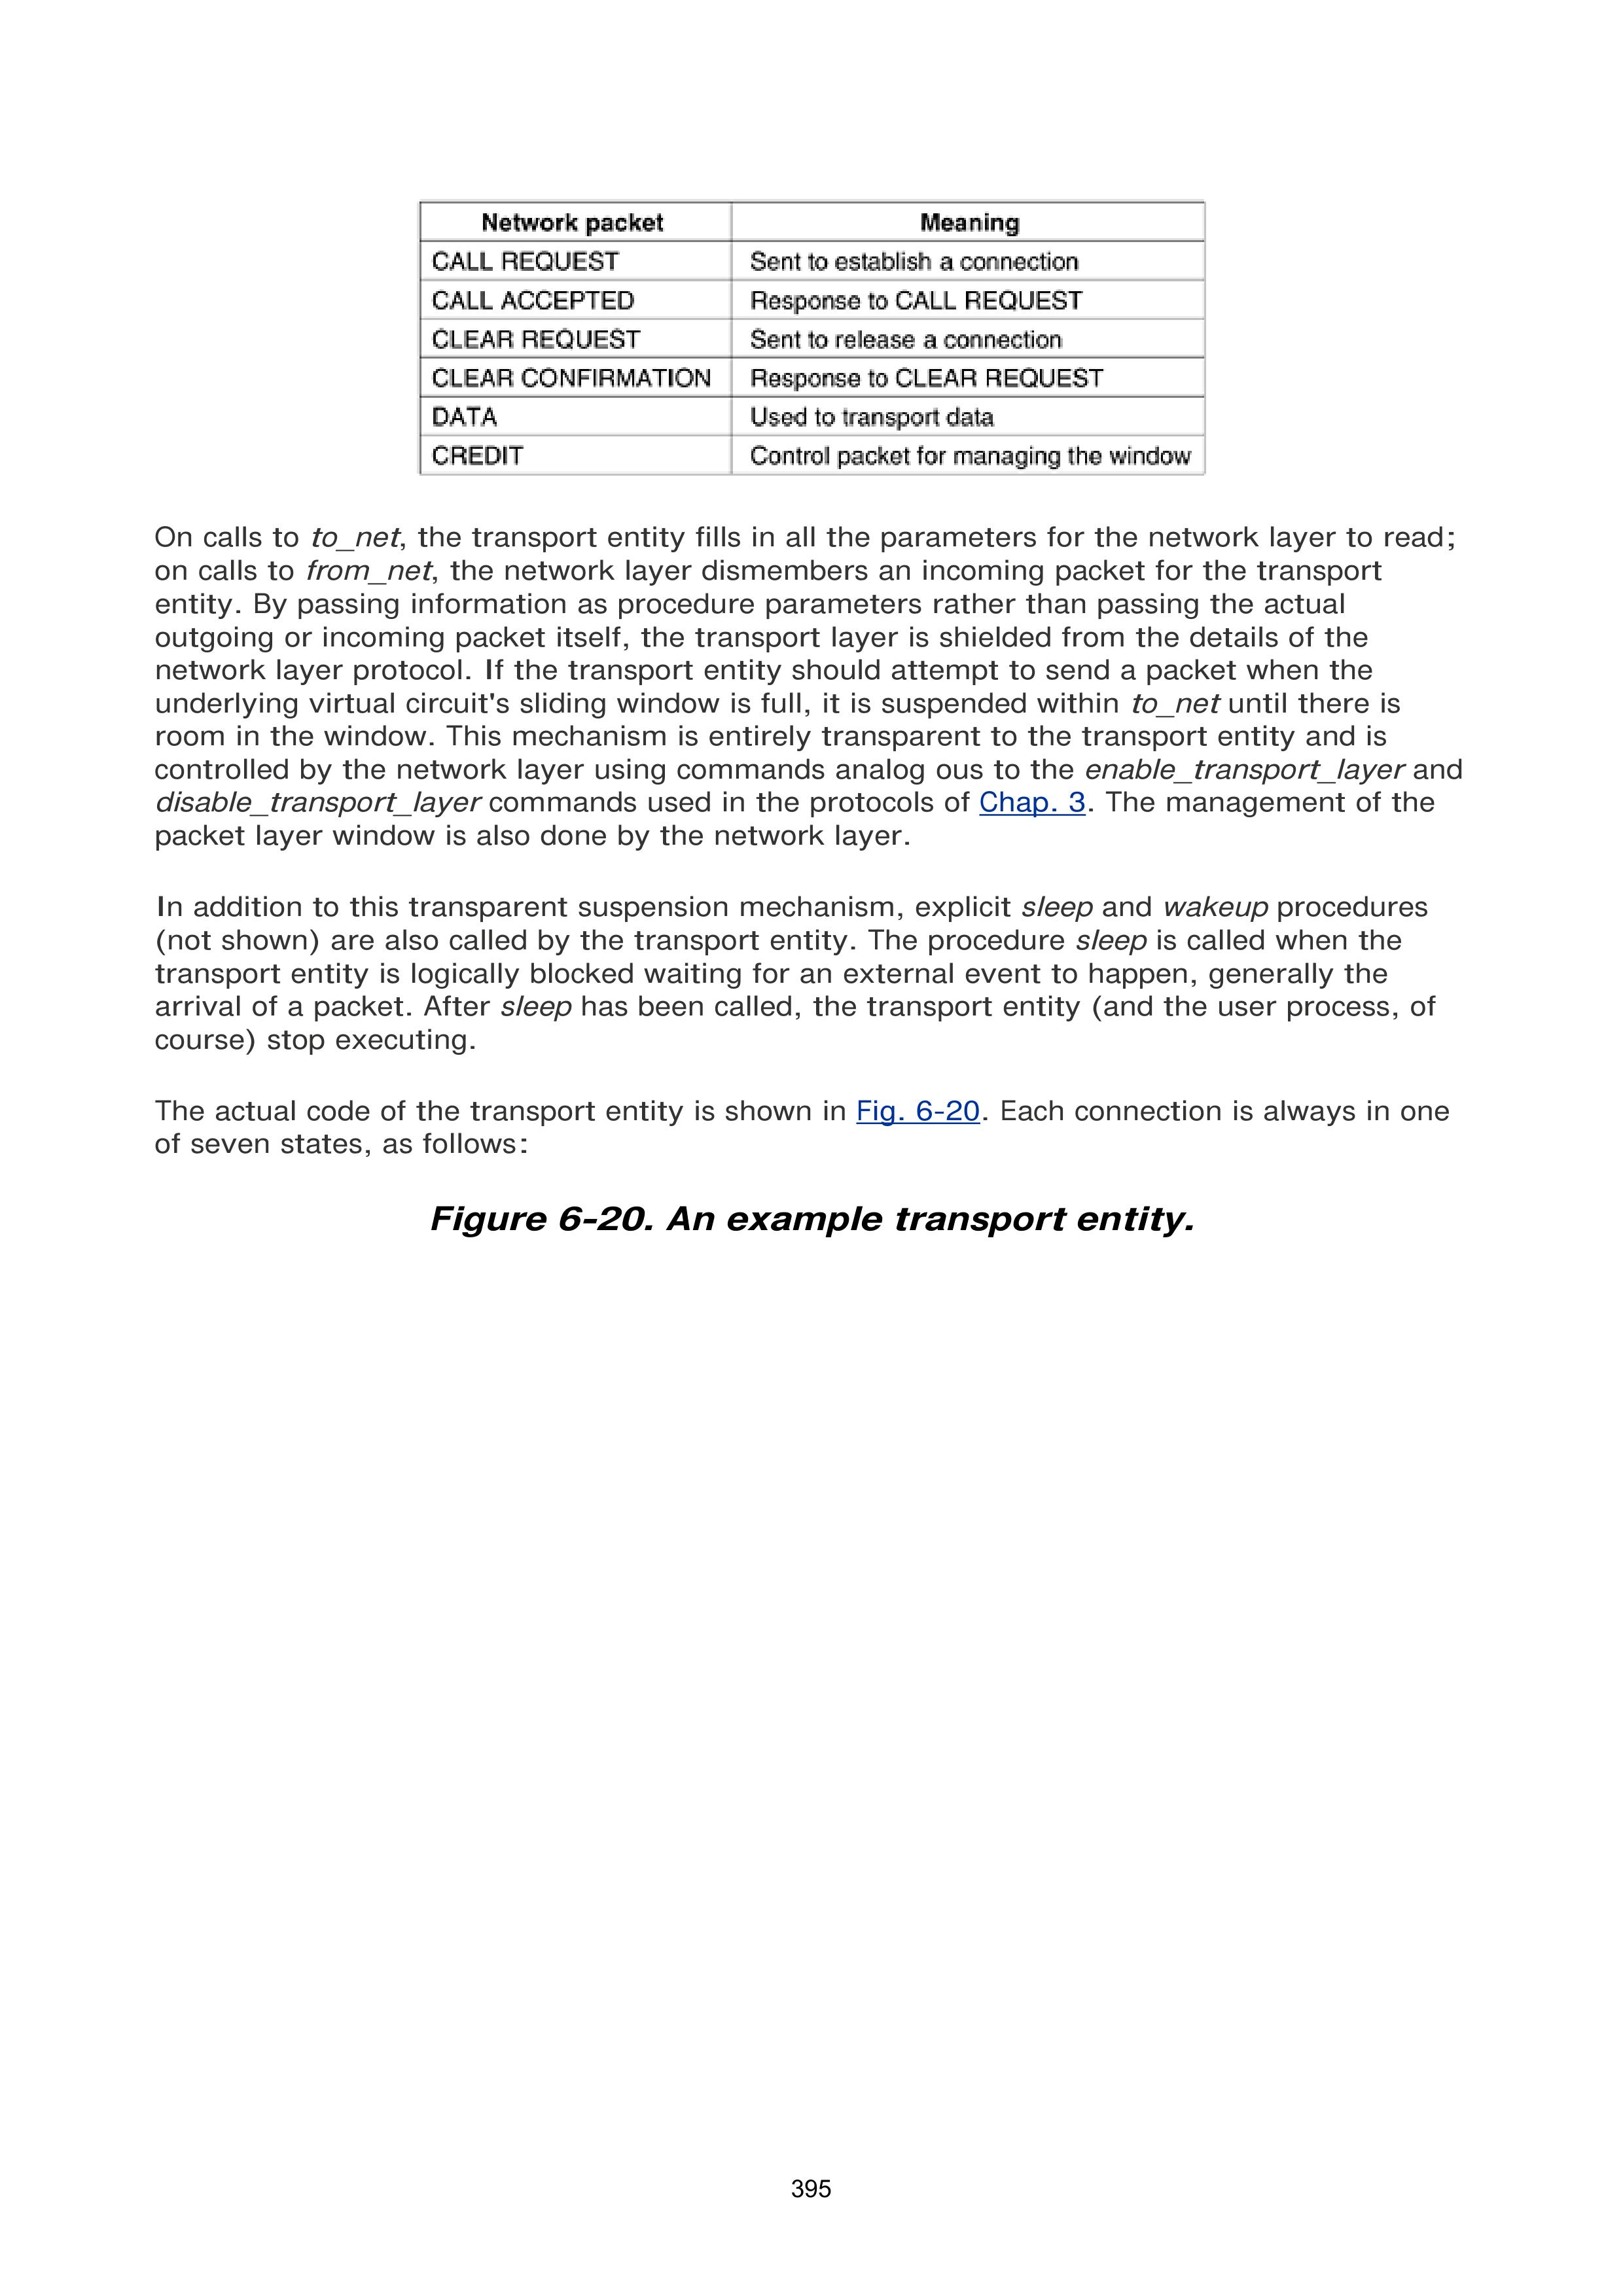 Network packet Meaning
CALL REQUEST Sent to establish a connection
CALL ACCEPTED Response to CALL REQUEST
CLEAR REQUEST Sent to release a connection
CLEAR CONFIRMATION Response to CLEAR REQUEST
DATA Used to transport data
CREDIT Control packet for managing the window
On calls to to_net, the transport entity fills in all the parameters for the network layer to read;
on calls to from_net, the network layer dismembers an incoming packet for the transport
entity. By passing information as procedure parameters rather than passing the actual
outgoing or incoming packet itself, the transport layer is shielded from the details of the
network layer protocol. If the transport entity should attempt to send a packet when the
underlying virtual circuit's sliding window is full, it is suspended within to_net until there is
room in the window. This mechanism is entirely transparent to the transport entity and is
controlled by the network layer using commands analog ous to the enable_transport_layer and
disable_transport_layer commands used in the protocols of Chap. 3. The management of the
packet layer window is also done by the network layer.
In addition to this transparent suspension mechanism, explicit sleep and wakeup procedures
(not shown) are also called by the transport entity. The procedure sleep is called when the
transport entity is logically blocked waiting for an external event to happen, generally the
arrival of a packet. After sleep has been called, the transport entity (and the user process, of
course) stop executing.
The actual code of the transport entity is shown in Fig. 6-20. Each connection is always in one
of seven states, as follows:
Figure 6-20. An example transport entity.
395